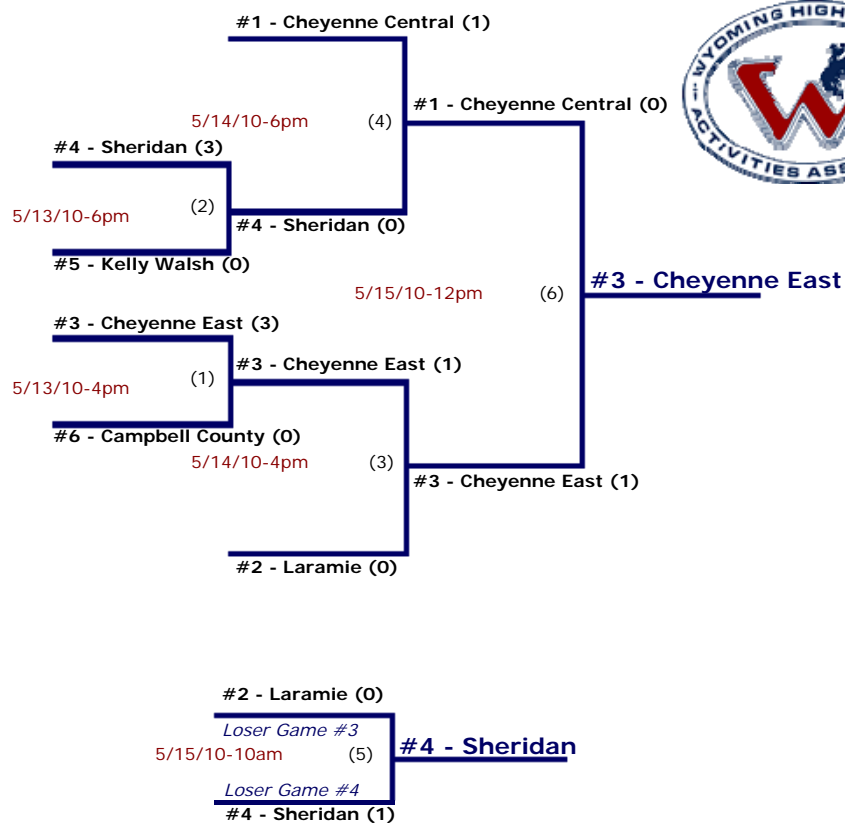 #1 - Cheyenne Central (1)
WYOMING HIGH
ACTIVITIES
#1 - Cheyenne Central (0)
5/14/10-6pm
(4)
#4 - Sheridan (3)
(2)
5/13/10-6pm
#4 - Sheridan (0)
#5 - Kelly Walsh (0)
#3 - Cheyenne East
5/15/10-12pm
(6)
#3 - Cheyenne East (3)
#3 - Cheyenne East (1)
(1)
5/13/10-4pm
#6 - Campbell County (0)
5/14/10-4pm
(3)
#3 - Cheyenne East (1)
#2 - Laramie (0)
#2 - Laramie (0)
Loser Game #3
5/15/10-10am
(5)
#4 - Sheridan
Loser Game #4
#4 - Sheridan (1)